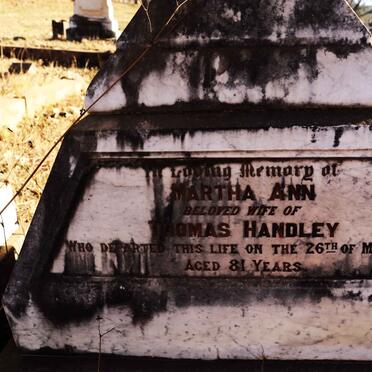 In Loving Memory of
MARTHA ANN
BELOVED WIFE OF
THOMAS HANDLEY
WHO DEPARTED THIS LIFE ON THE 26TH OF M
AGED 81 YEARS